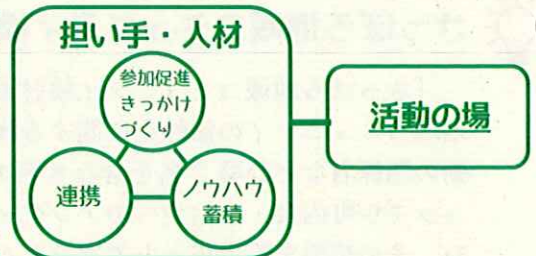 担い手・人材
参加促進
きっかけ
づくり
連携
ノウハウ
蓄積
活動の場